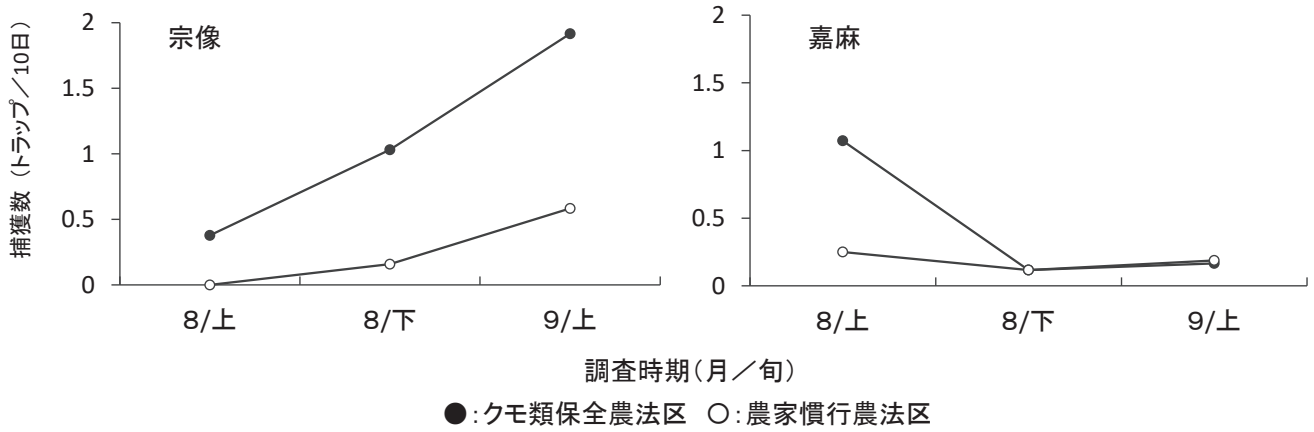 捕獲数（トラップ／10日）
宗像
2
1.5
1
0.5
0
8/上 8/下 9/上
嘉麻
2
1.5
1
0.5
0
8/上 8/下 9/上
調査時期（月／旬）
●：クモ類保全農法区 ○：農家慣行農法区